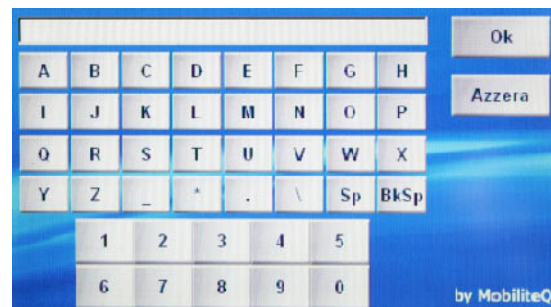 Ok
A B C D E F G H
Azzera
I J K L M N O P
Q R S T U V W X
Y Z _ * . \ Sp BkSp
1 2 3 4 5
6 7 8 9 0
by MobiliteQ